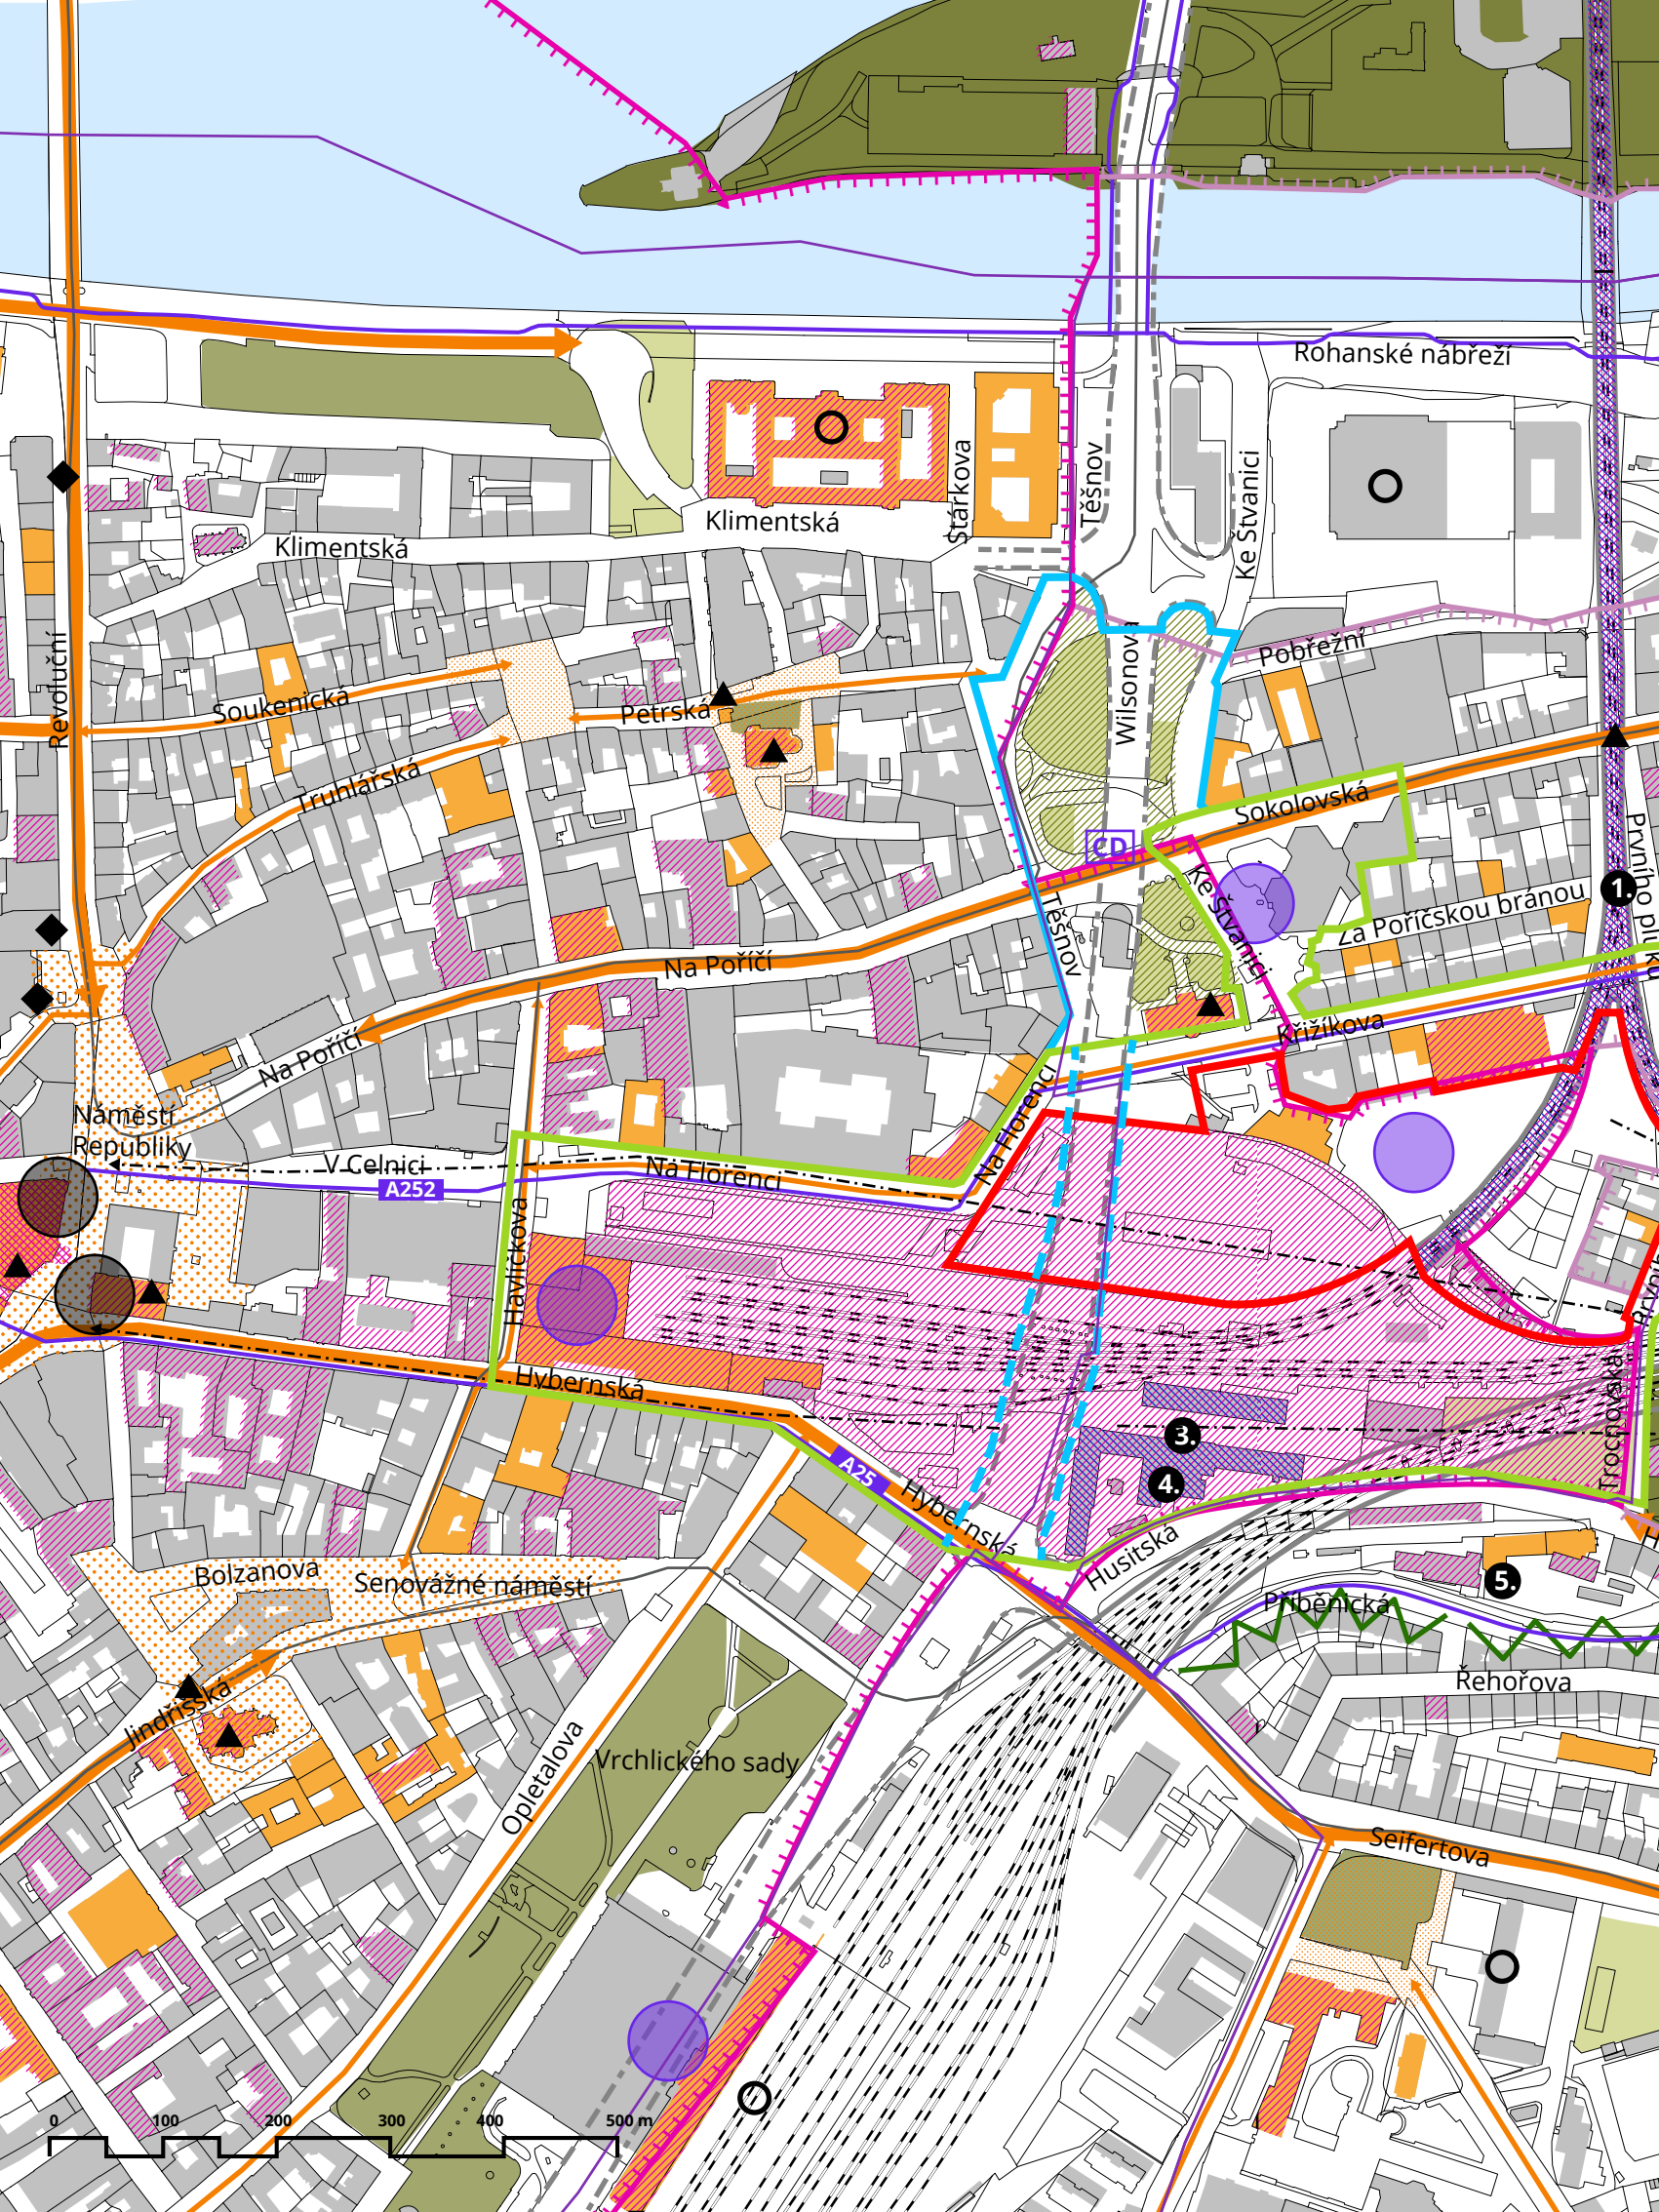 Rohanské nábřeží
Těšnov
Stárkova
Ke Štvanici
Klimentská
Klimentská
Revoluční
Wilsonova
Pobřežní
Soukenická
Petrská
Truhlářská
Sokolovská
CD
Prvního pluku
1.
Ke Štvanici
Za Poříčskou bránou
Těšnov
Na Poříčí
Křižíkova
Na Poříčí
Náměstí
Republiky
Na Florenci
V Celnici
Na Florenci
A252
Havlíčkova
Hybernská
Trocnovská
3.
A25
4.
Hybernská
Husitská
Bolzanova
Senovážné náměstí
5.
Příběnická
Řehořova
Jindřišská
Opletalova
Vrchlického sady
Seifertova
0 100 200 300 400 500 m